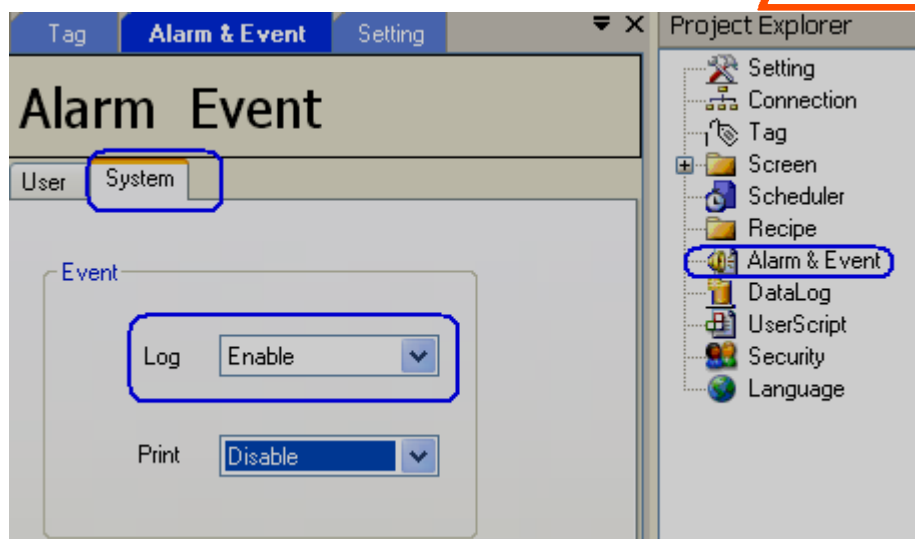 Tag Alarm & Event Setting
Alarm Event
User System
Event
Log Enable
Print Disable
Project Explorer
Setting
Connection
Tag
Screen
Scheduler
Recipe
Alarm & Event
DataLog
UserScript
Security
Language